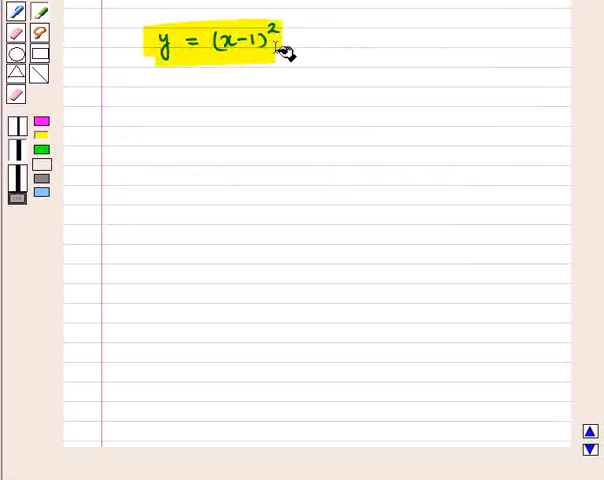 y = (x-1)²